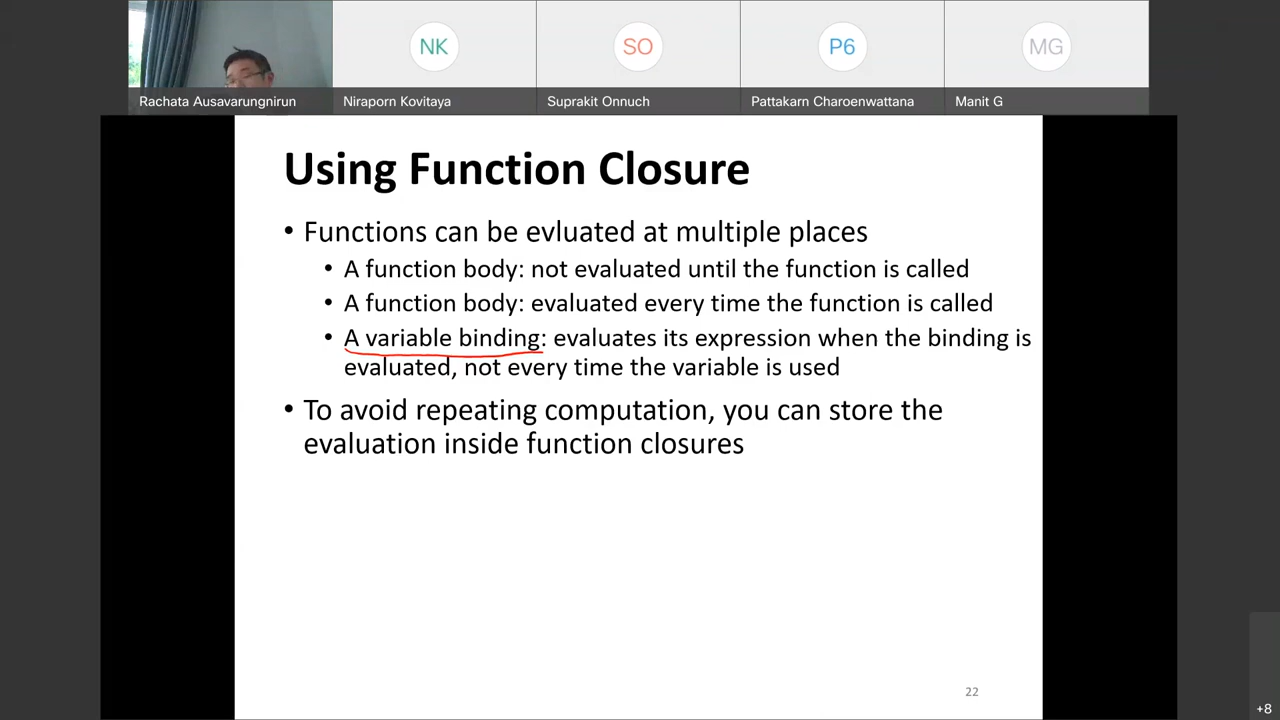 NK
SO
P6
MG
Rachata Ausavarungnirun
Niraporn Kovitaya
Suprakit Onnuch
Pattakarn Charoenwattana
Manit G
Using Function Closure
• Functions can be evluated at multiple places
• A function body: not evaluated until the function is called
• A function body: evaluated every time the function is called
• A variable binding: evaluates its expression when the binding is
evaluated, not every time the variable is used
• To avoid repeating computation, you can store the
evaluation inside function closures
22
+8